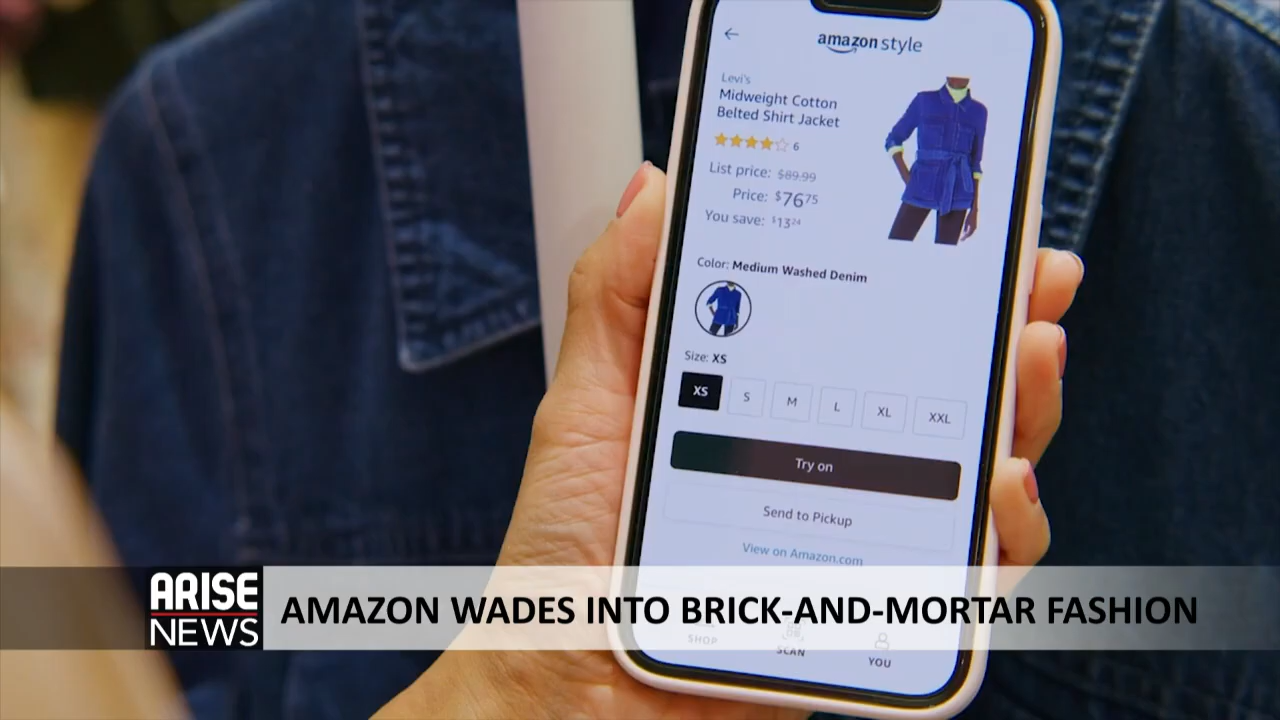 amazon style
Levi's
Midweight Cotton
Belted Shirt Jacket
6
List price: $89.99
Price: $76 75
You save: $13 24
Color: Medium Washed Denim
Size: XS
XS S M L XL XXL
Try on
Send to Pickup
View on Amazon.com
ARISE
NEWS
AMAZON WADES INTO BRICK-AND-MORTAR FASHION
SHOP
SCAN
YOU